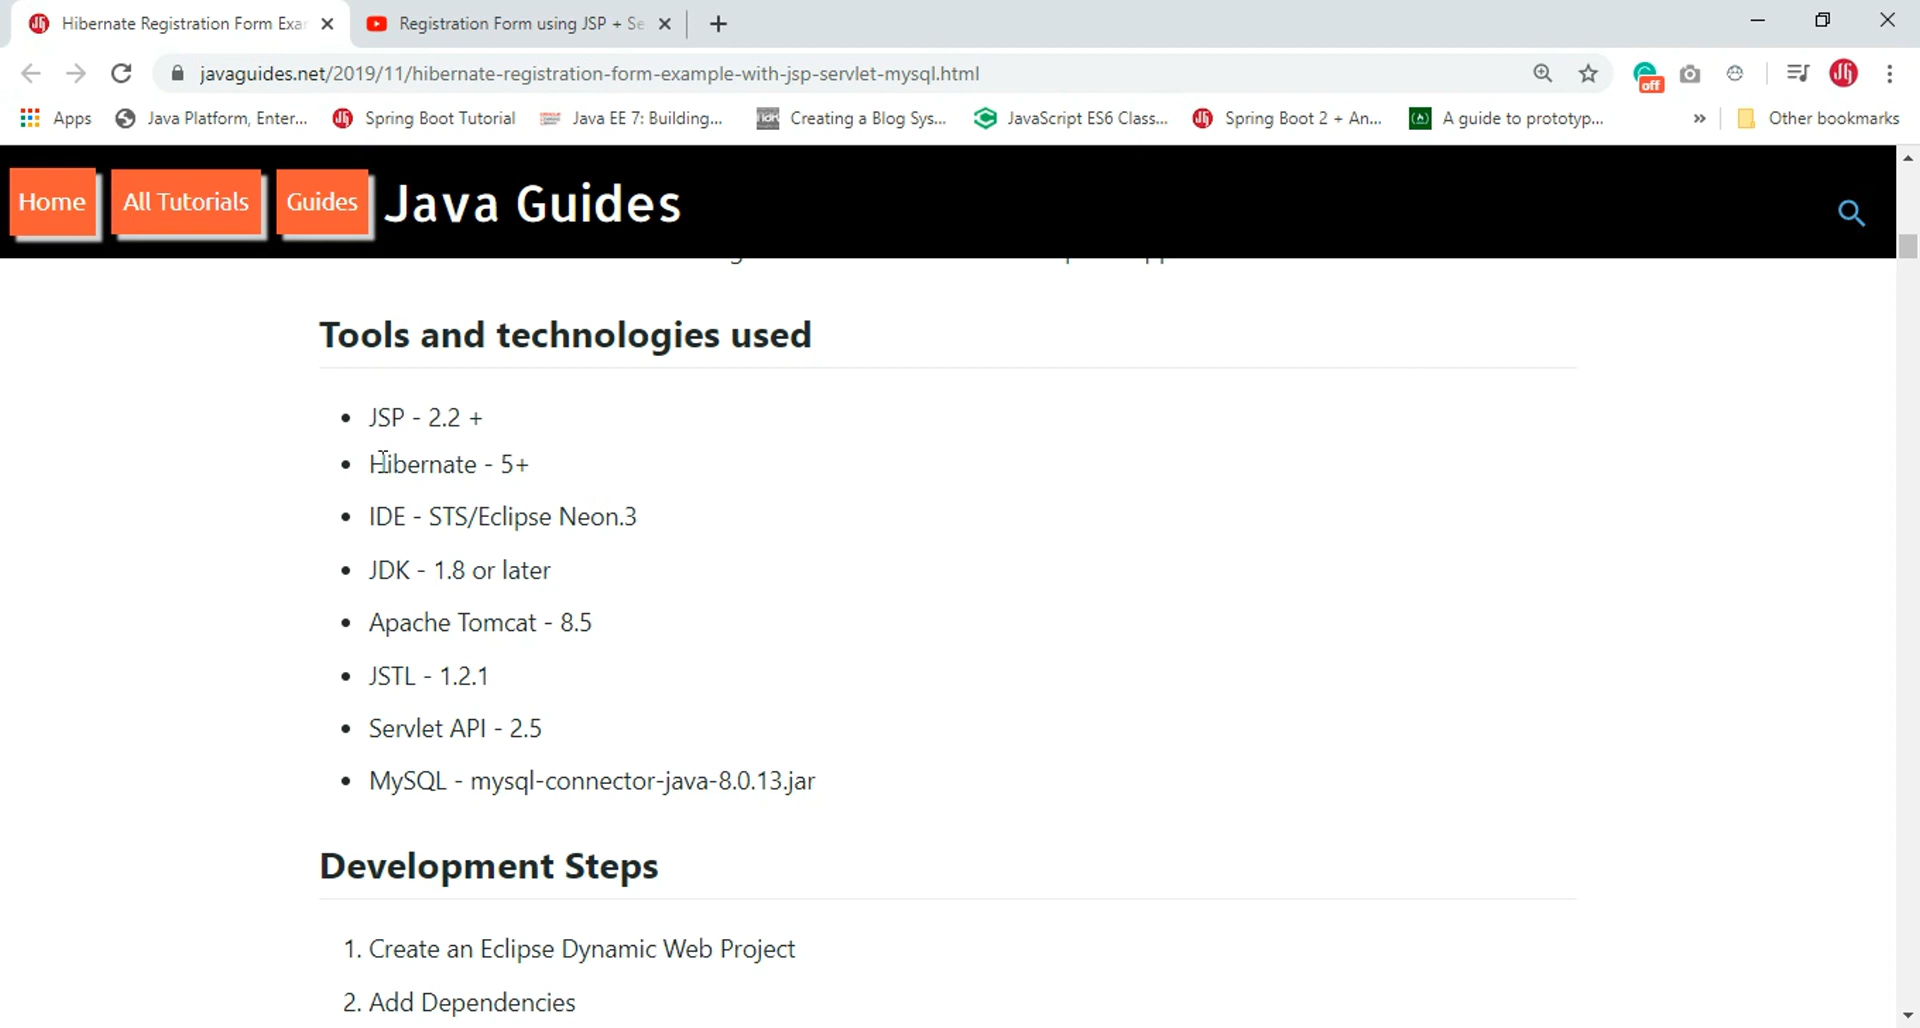 Hibernate Registration Form Exa
Registration Form using JSP + Se
javaguides.net/2019/11/hibernate-registration-form-example-with-jsp-servlet-mysql.html
off
Apps
Java Platform, Enter...
Spring Boot Tutorial
Java EE 7: Building...
Creating a Blog Sys...
JavaScript ES6 Class...
Spring Boot 2 + An...
A guide to prototyp...
»
Other bookmarks
Home
All Tutorials
Guides
Java Guides
Tools and technologies used
• JSP - 2.2 +
• Hibernate - 5+
• IDE - STS/Eclipse Neon.3
• JDK - 1.8 or later
• Apache Tomcat - 8.5
• JSTL - 1.2.1
• Servlet API - 2.5
• MySQL - mysql-connector-java-8.0.13.jar
Development Steps
1. Create an Eclipse Dynamic Web Project
2. Add Dependencies